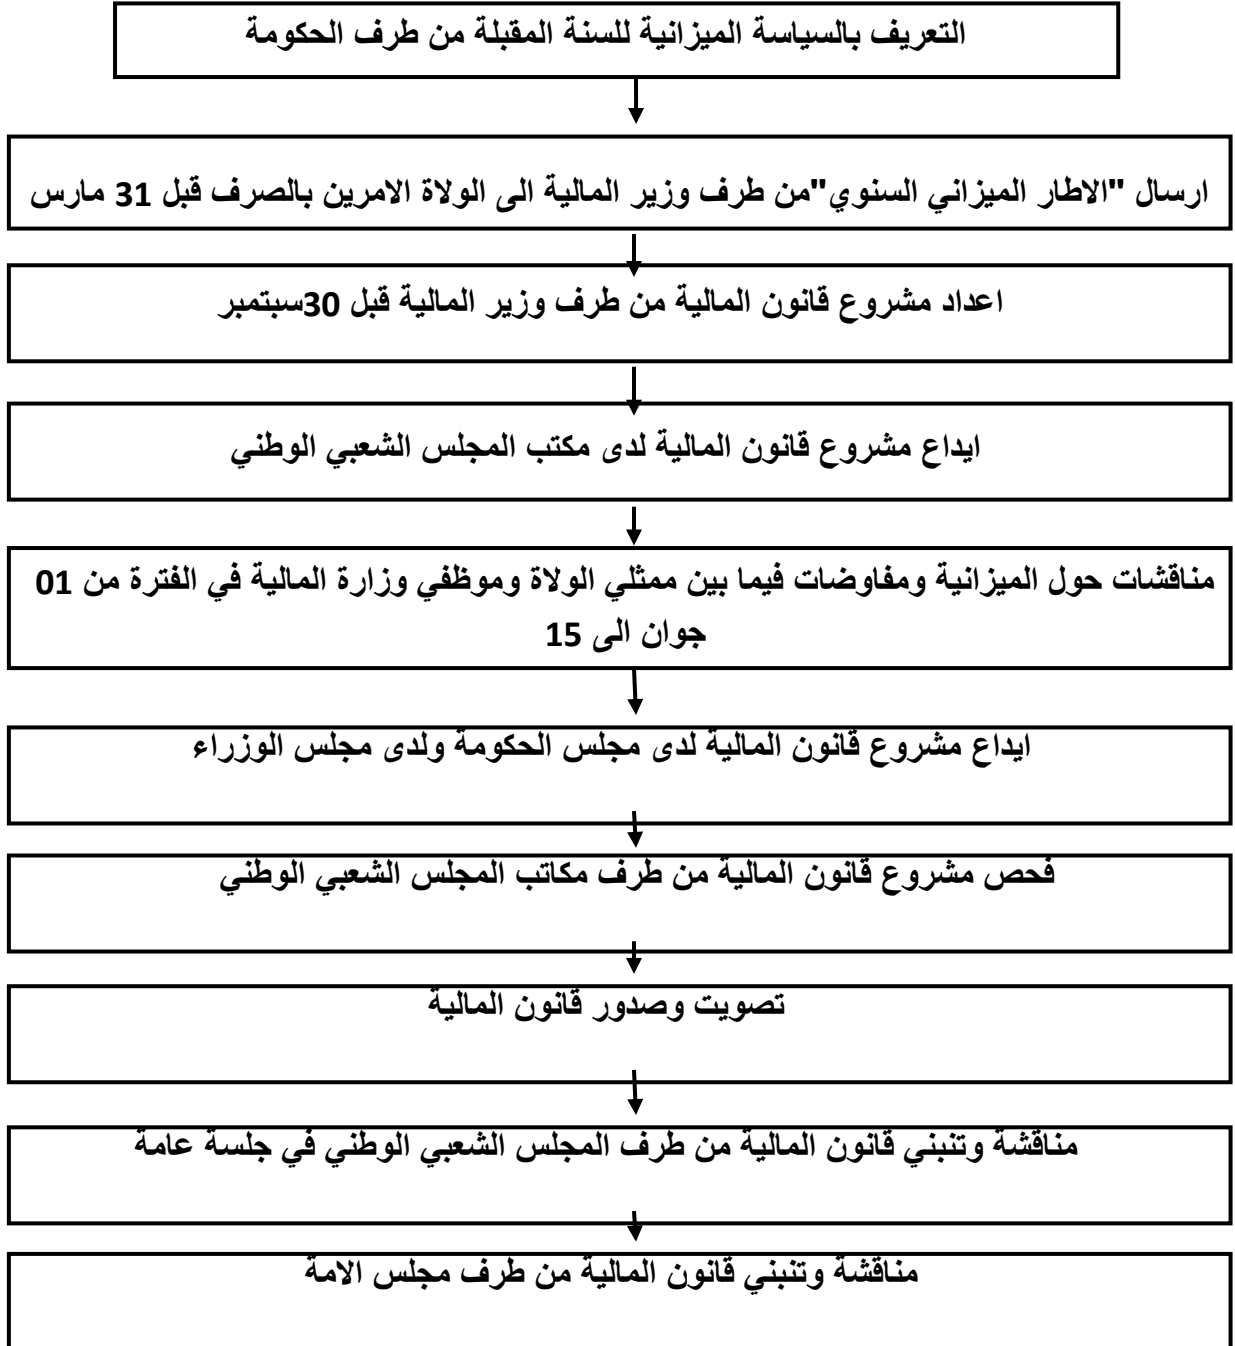 التعريف بالسياسة الميزانية للسنة المقبلة من طرف الحكومة
ارسال "الاطار الميزاني السنوي"من طرف وزير المالية الى الولاة الامرين بالصرف قبل 31 مارس
اعداد مشروع قانون المالية من طرف وزير المالية قبل 30سبتمبر
ايداع مشروع قانون المالية لدى مكتب المجلس الشعبي الوطني
مناقشات حول الميزانية ومفاوضات فيما بين ممثلي الولاة وموظفي وزارة المالية في الفترة من 01
جوان الى 15
ايداع مشروع قانون المالية لدى مجلس الحكومة ولدى مجلس الوزراء
فحص مشروع قانون المالية من طرف مكاتب المجلس الشعبي الوطني
تصويت وصدور قانون المالية
مناقشة وتنبني قانون المالية من طرف المجلس الشعبي الوطني في جلسة عامة
مناقشة وتنبني قانون المالية من طرف مجلس الامة